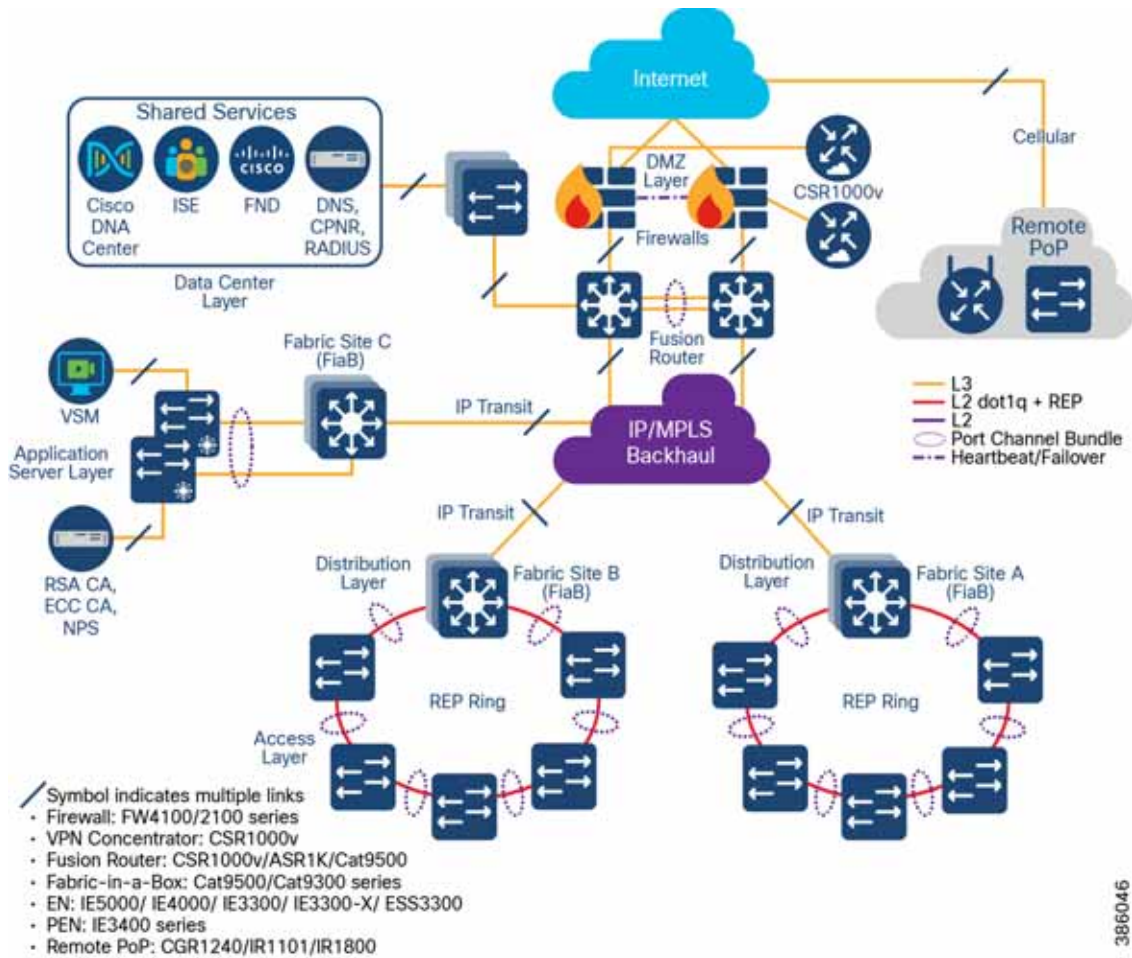 Internet
Shared Services
Cisco
DNA
Center
ISE
CISCO
FND
DNS,
CPNR,
RADIUS
Data Center
Layer
DMZ
Layer
Firewalls
CSR1000v
Cellular
Remote
PoP
Fusion
Router
VSM
Application
Server Layer
RSA CA,
ECC CA,
NPS
Fabric Site C
(FiaB)
IP Transit
IP/MPLS
Backhaul
L3
L2 dot1q + REP
L2
Port Channel Bundle
Heartbeat/Failover
IP Transit
IP Transit
Distribution
Layer
Fabric Site B
(FiaB)
REP Ring
Access
Layer
Distribution
Layer
Fabric Site A
(FiaB)
REP Ring
Symbol indicates multiple links
• Firewall: FW4100/2100 series
• VPN Concentrator: CSR1000v
• Fusion Router: CSR1000v/ASR1K/Cat9500
• Fabric-in-a-Box: Cat9500/Cat9300 series
• EN: IE5000/ IE4000/ IE3300/ IE3300-X/ ESS3300
• PEN: IE3400 series
• Remote PoP: CGR1240/IR1101/IR1800
386046